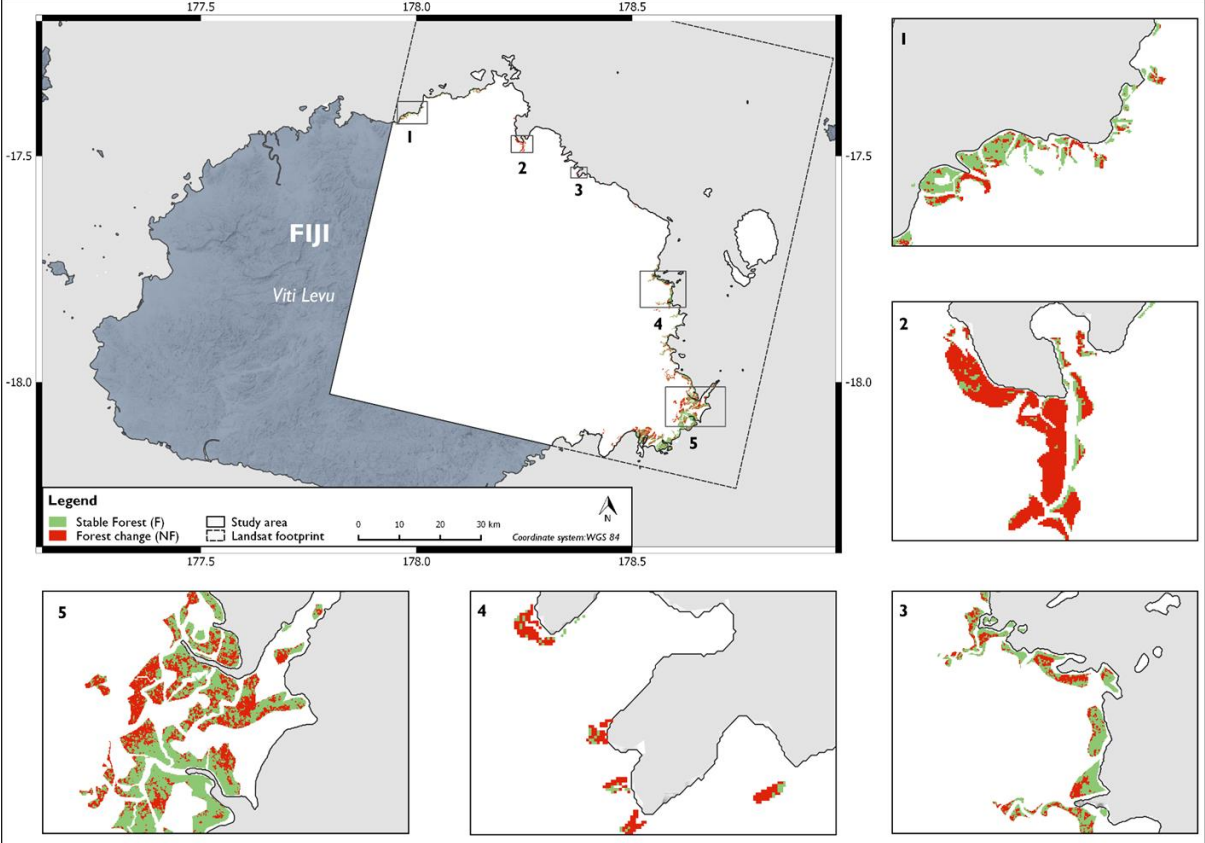 177.5 178.0 178.5
1
-17.5 -17.5
1
2
3
FIJI
Viti Levu
4
2
-18.0 -18.0
5
Legend
Stable Forest (F) Study area
Forest change (NF) Landsat footprint
0 10 20 30 km
N
Coordinate system:WGS 84
177.5 178.0 178.5
5
4
3